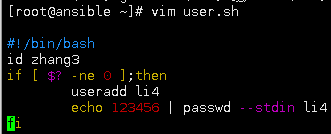 [root@ansible ~]# vim user.sh
#!/bin/bash
id zhang3
if [ $? -ne 0 ];then
        useradd li4
        echo 123456 | passwd --stdin li4
fi